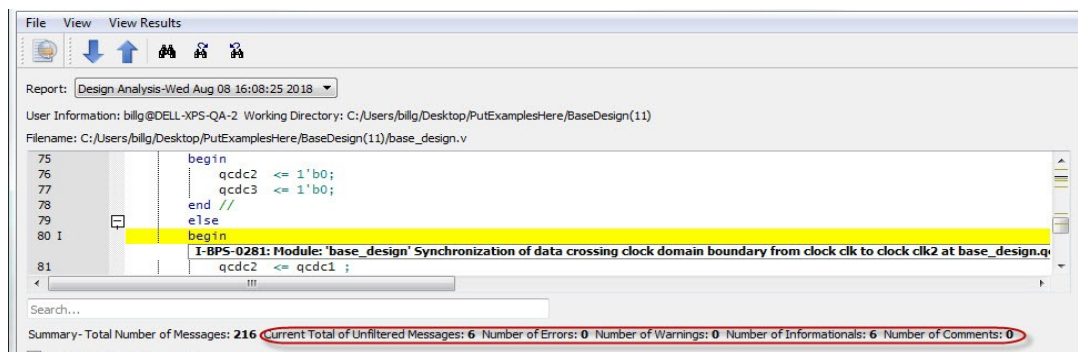 File View View Results
Report: Design Analysis-Wed Aug 08 16:08:25 2018
User Information: billg@DELL-XPS-QA-2 Working Directory: C:/Users/billg/Desktop/PutExamplesHere/BaseDesign(11)
Filename: C:/Users/billg/Desktop/PutExamplesHere/BaseDesign(11)/base_design.v
75 begin
76 qcdc2 <= 1'b0;
77 qcdc3 <= 1'b0;
78 end //
79 else
80 I begin
I-BPS-0281: Module: 'base_design' Synchronization of data crossing clock domain boundary from clock clk to clock clk2 at base_design.q
81 qcdc2 <= qcdc1 ;
Search...
Summary- Total Number of Messages: 216 Current Total of Unfiltered Messages: 6 Number of Errors: 0 Number of Warnings: 0 Number of Informationals: 6 Number of Comments: 0